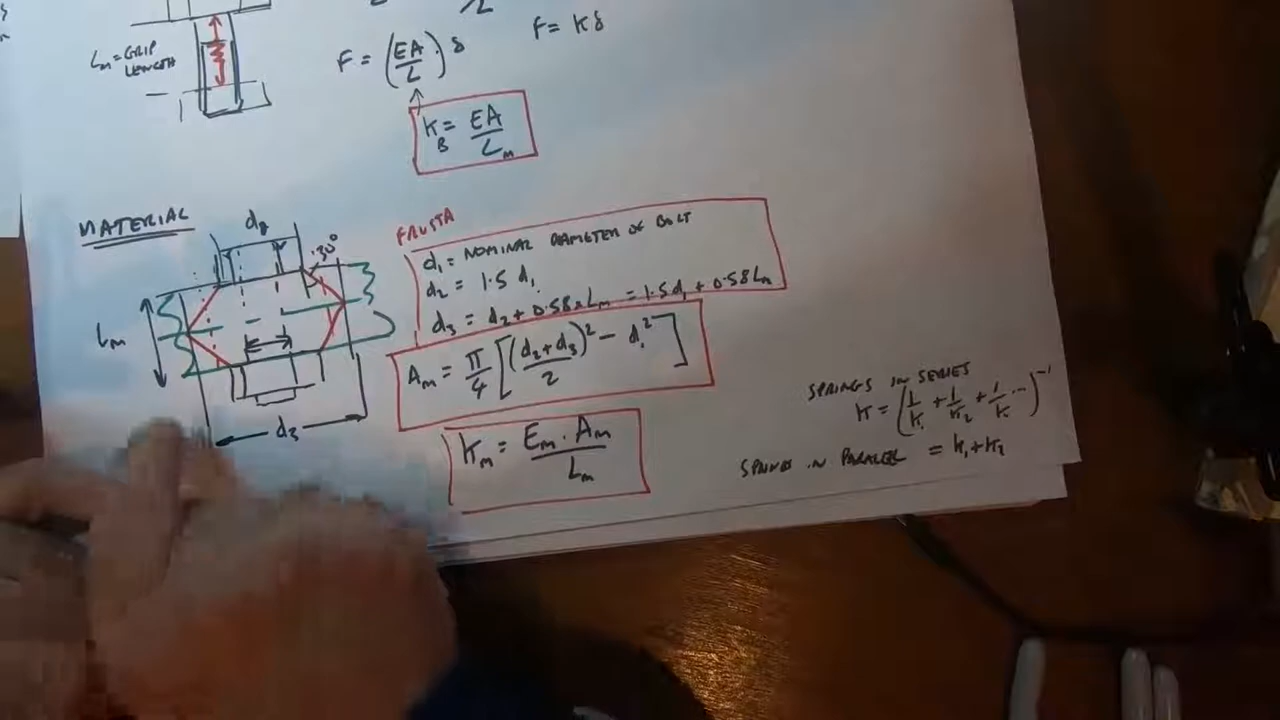 Lm = GRIP
LENGTH
F = (EA/L) · δ
F = Kδ
KB = EA/Lm
MATERIAL
d2
30°
Lm
d3
FRUSTA
d1 = NOMINAL DIAMETER OF BOLT
d2 = 1.5 d1
d3 = d2 + 0.58 x Lm = 1.5d1 + 0.58Lm
Am = π/4 [((d2+d3)/2)² - d1²]
Km = Em · Am / Lm
SPRINGS IN SERIES
K = (1/K1 + 1/K2 + 1/K ...)⁻¹
SPRINGS IN PARALLEL = K1+K2